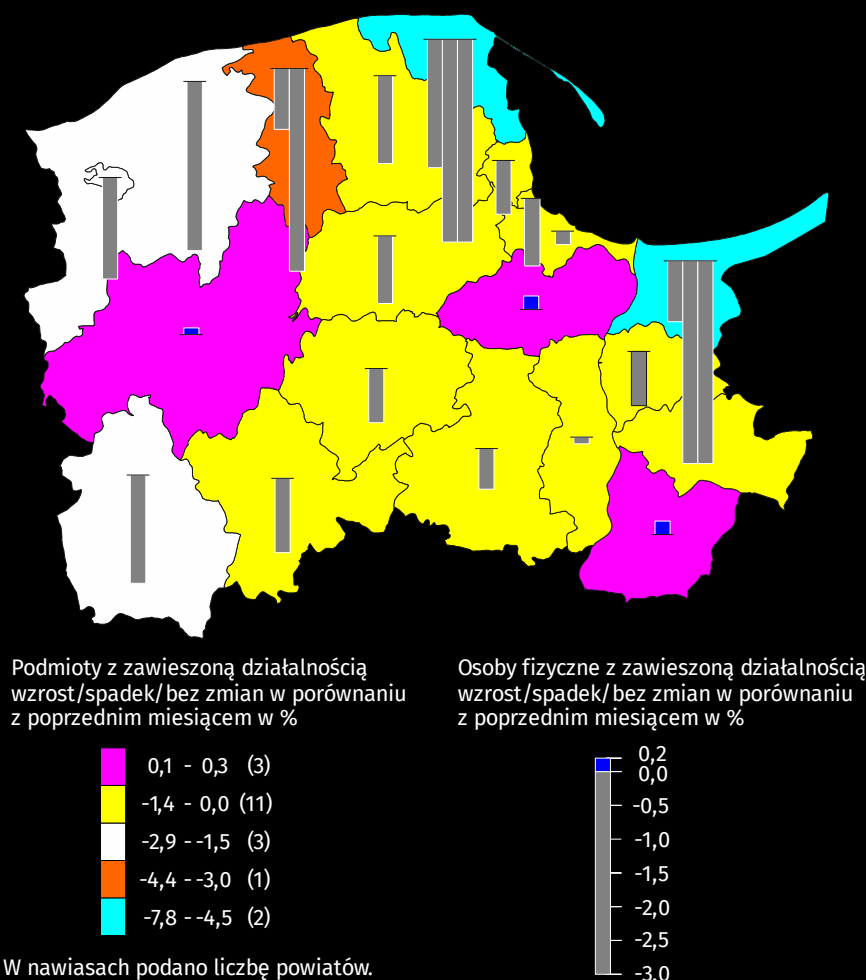 Podmioty z zawieszoną działalnością
wzrost/spadek/bez zmian w porównaniu
z poprzednim miesiącem w %
0,1 - 0,3 (3)
-1,4 - 0,0 (11)
-2,9 - -1,5 (3)
-4,4 - -3,0 (1)
-7,8 - -4,5 (2)
W nawiasach podano liczbę powiatów.
Osoby fizyczne z zawieszoną działalnością
wzrost/spadek/bez zmian w porównaniu
z poprzednim miesiącem w %
0,2
0,0
-0,5
-1,0
-1,5
-2,0
-2,5
-3,0